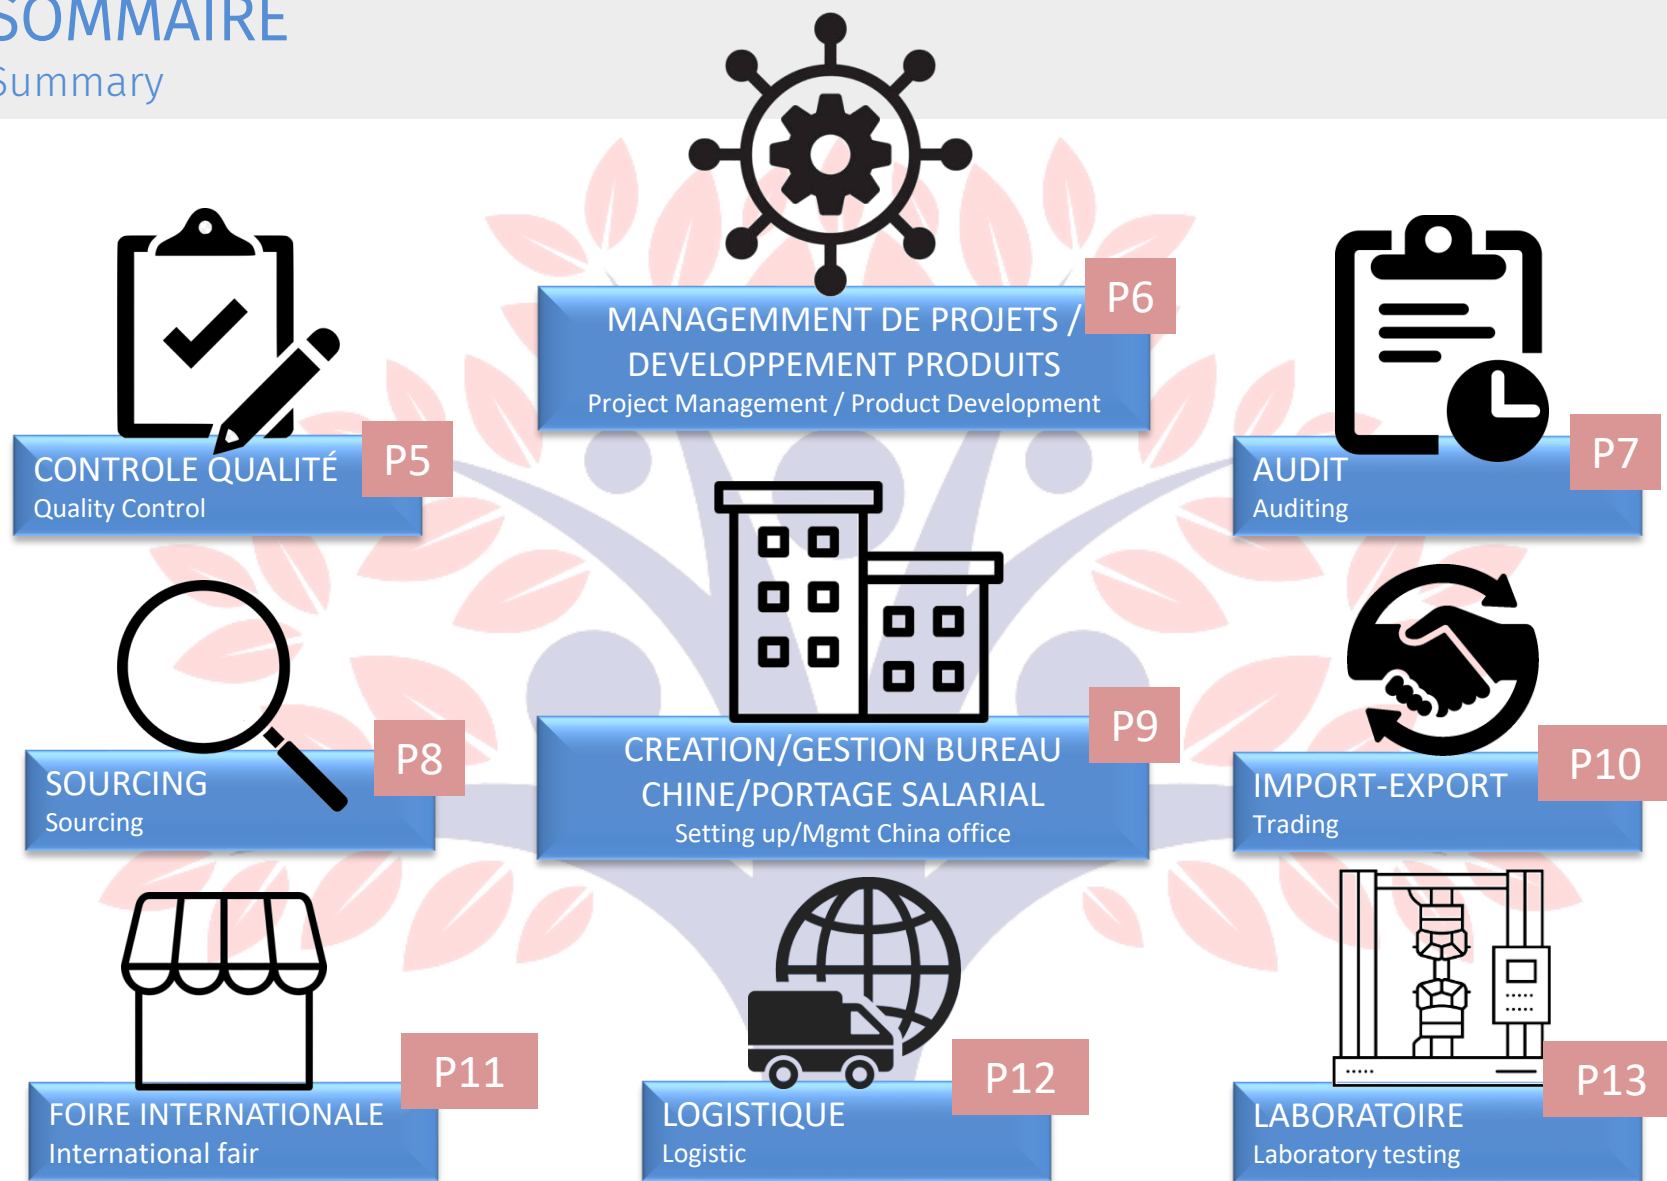 SOMMAIRE
Summary
MANAGEMMENT DE PROJETS /
DEVELOPPEMENT PRODUITS
Project Management / Product Development
P6
CONTROLE QUALITÉ
Quality Control
P5
AUDIT
Auditing
P7
SOURCING
Sourcing
P8
CREATION/GESTION BUREAU
CHINE/PORTAGE SALARIAL
Setting up/Mgmt China office
P9
IMPORT-EXPORT
Trading
P10
FOIRE INTERNATIONALE
International fair
P11
LOGISTIQUE
Logistic
P12
LABORATOIRE
Laboratory testing
P13